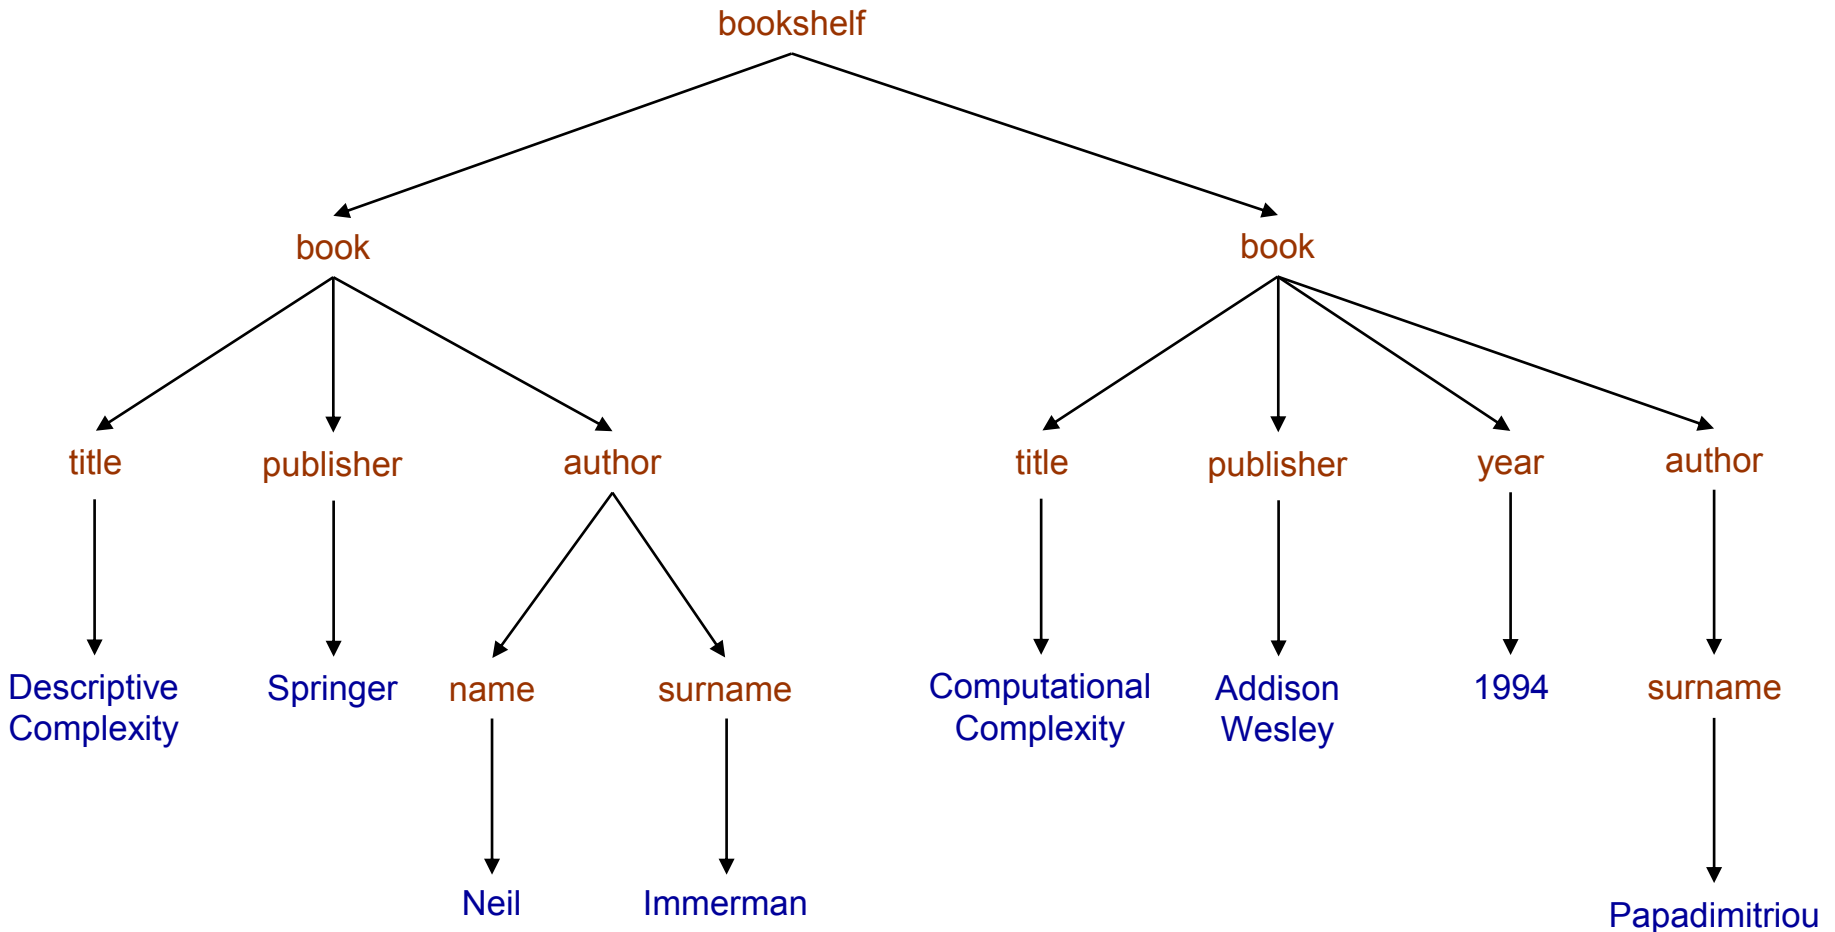 bookshelf
book
book
title
publisher
author
title
publisher
year
author
Descriptive
Complexity
Springer
name
surname
Computational
Complexity
Addison
Wesley
1994
surname
Neil
Immerman
Papadimitriou